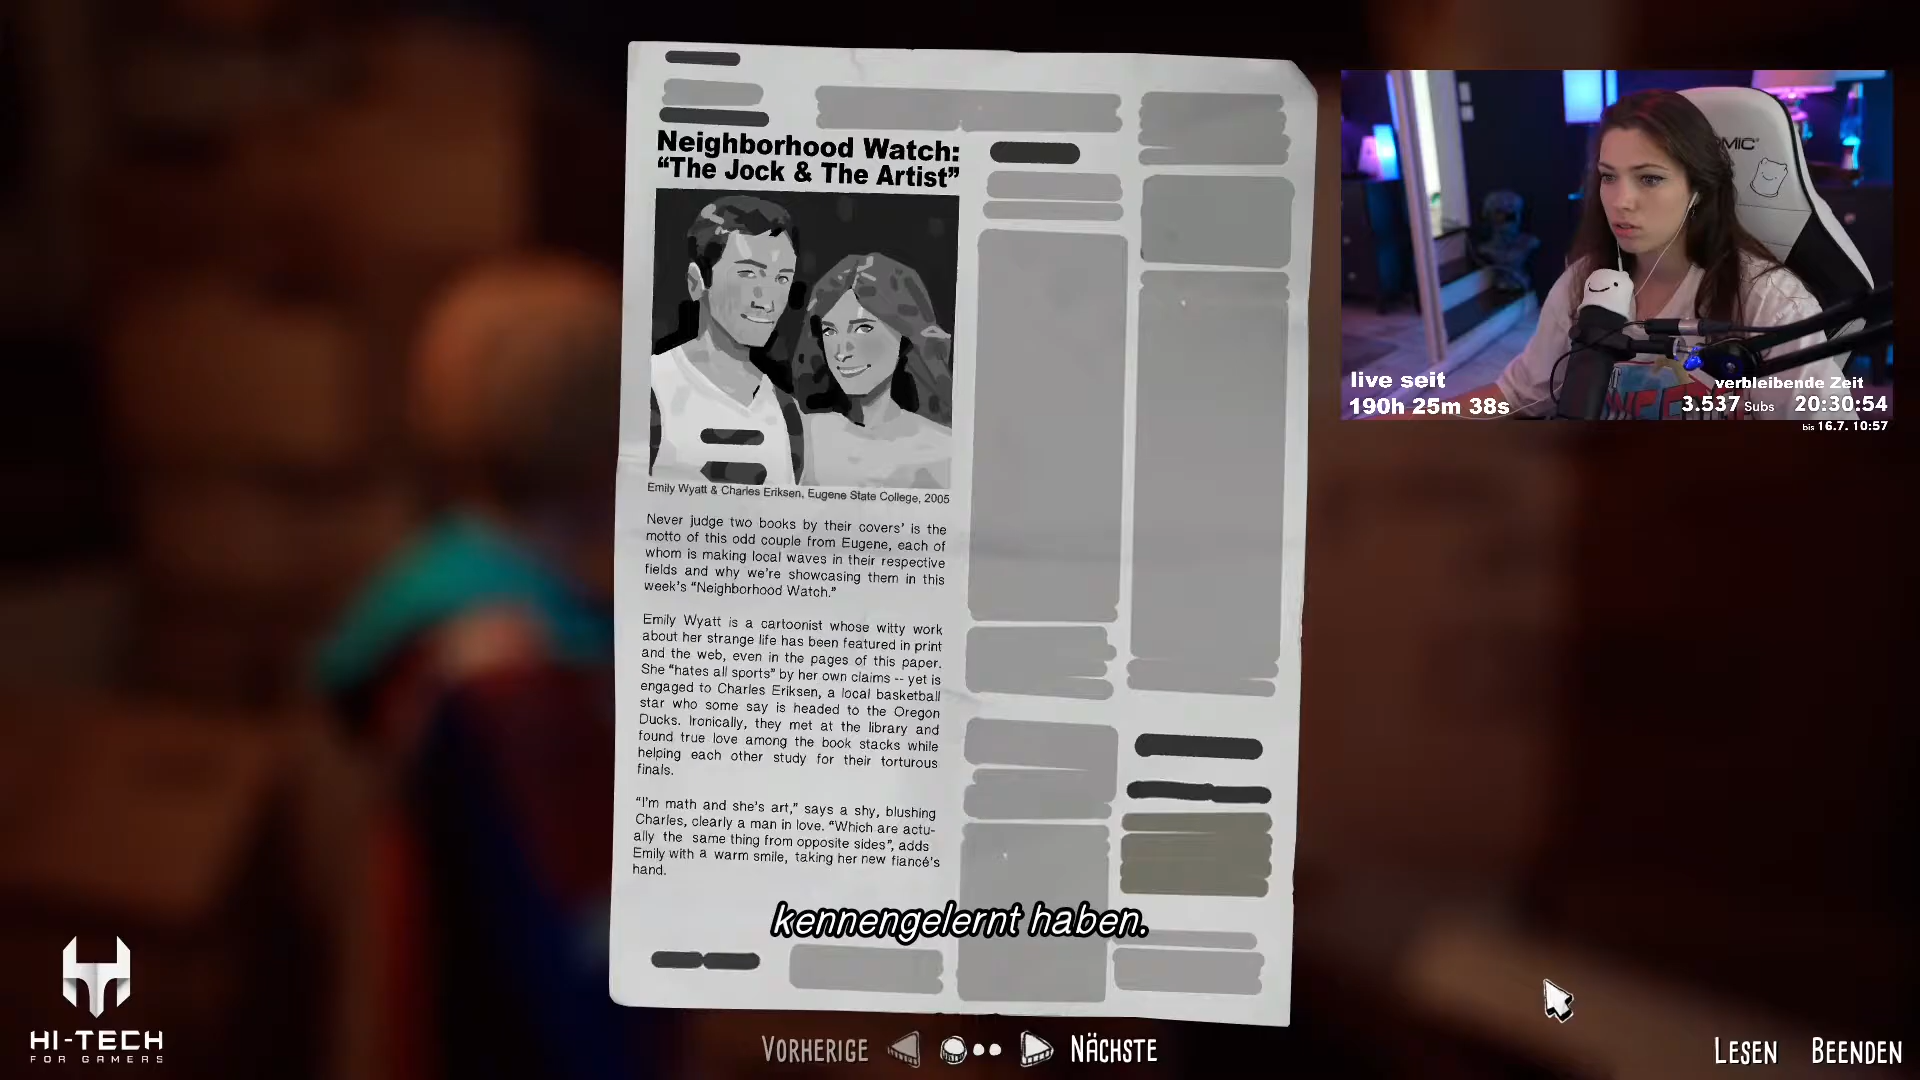 Neighborhood Watch:
“The Jock & The Artist”
Emily Wyatt & Charles Eriksen, Eugene State College, 2005
Never judge two books by their covers’ is the
motto of this odd couple from Eugene, each of
whom is making local waves in their respective
fields and why we’re showcasing them in this
week’s “Neighborhood Watch.”
Emily Wyatt is a cartoonist whose witty work
about her strange life has been featured in print
and the web, even in the pages of this paper.
She “hates all sports” by her own claims -- yet is
engaged to Charles Eriksen, a local basketball
star who some say is headed to the Oregon
Ducks. Ironically, they met at the library and
found true love among the book stacks while
helping each other study for their torturous
finals.
“I’m math and she’s art,” says a shy, blushing
Charles, clearly a man in love. “Which are actu-
ally the same thing from opposite sides”, adds
Emily with a warm smile, taking her new fiancé’s
hand.
kennengelernt haben.
live seit
190h 25m 38s
verbleibende Zeit
3.537 Subs 20:30:54
bis 16.7. 10:57
HI-TECH
FOR GAMERS
VORHERIGE
NÄCHSTE
LESEN
BEENDEN